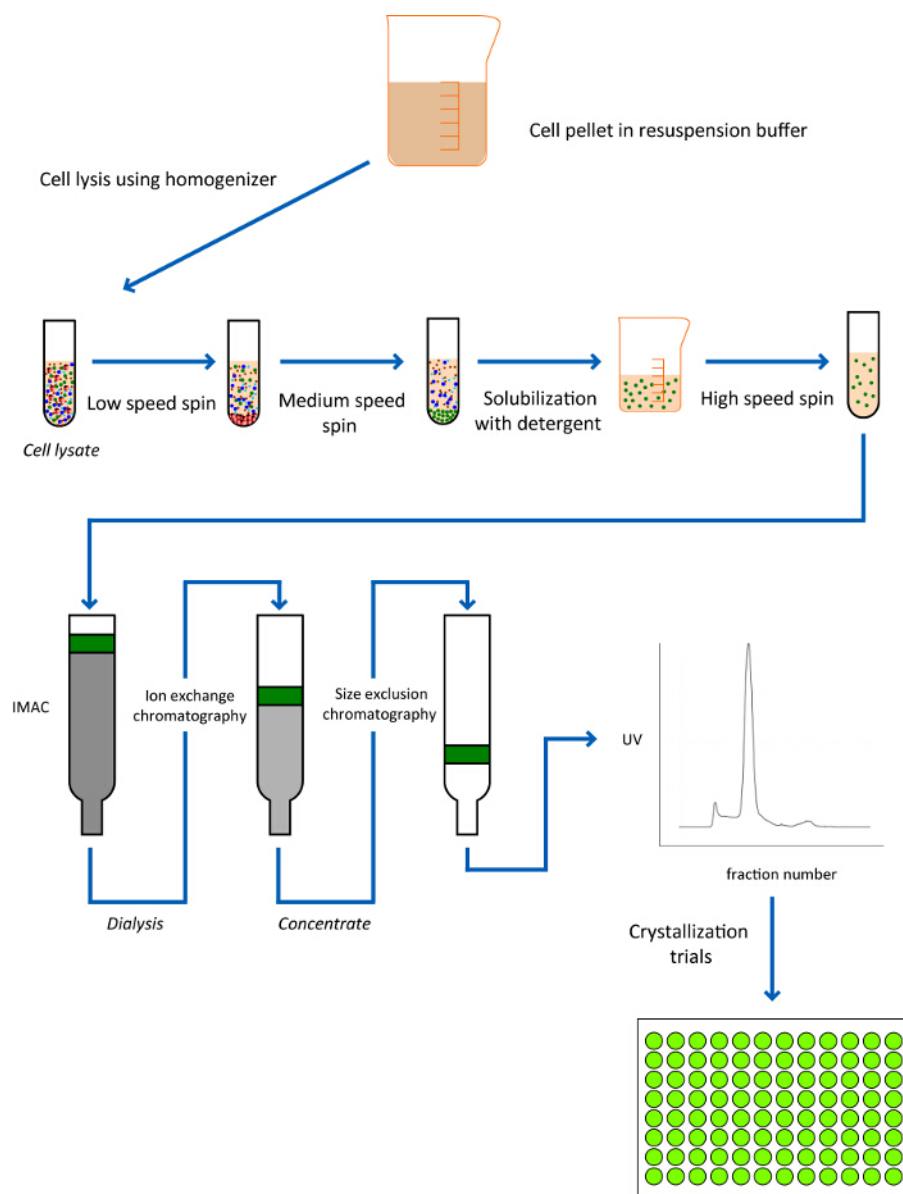 Cell pellet in resuspension buffer
Cell lysis using homogenizer
Low speed spin
Medium speed
spin
Solubilization
with detergent
High speed spin
Cell lysate
IMAC
Ion exchange
chromatography
Size exclusion
chromatography
UV
fraction number
Dialysis
Concentrate
Crystallization
trials